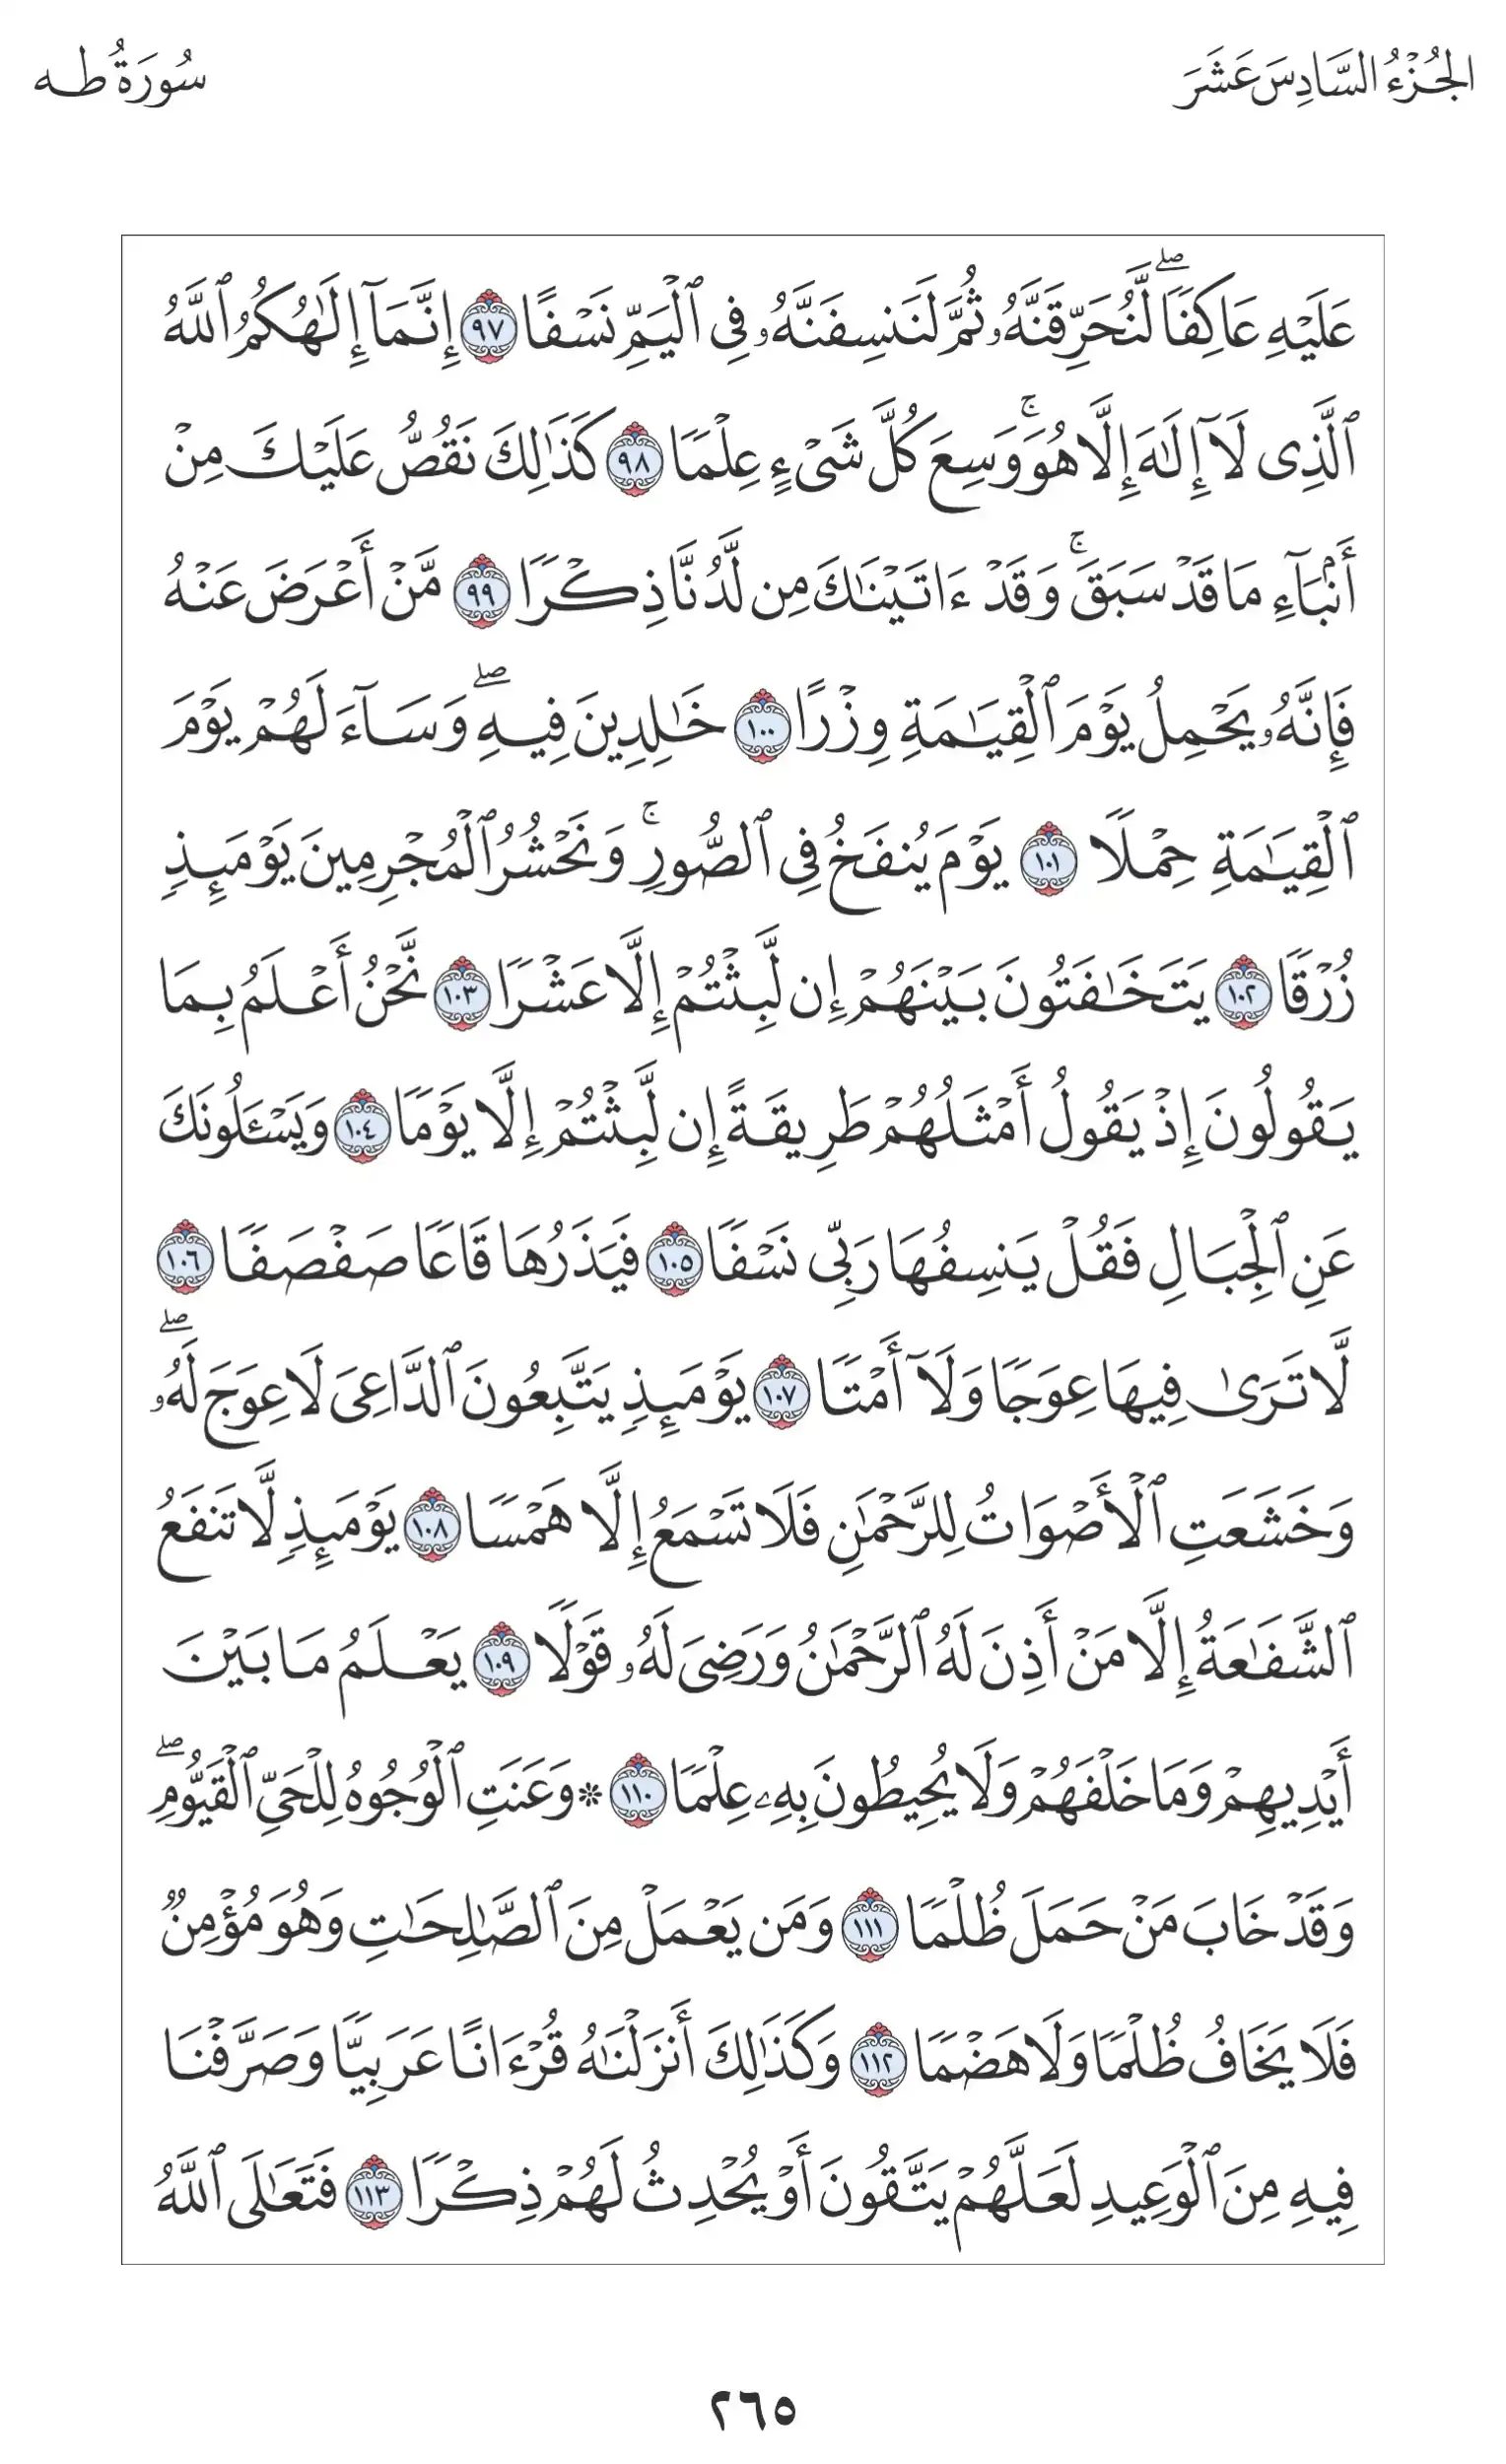 الجُزْءُ السَّادِسَ عَشَرَ
سُورَةُ طه
عَلَيْهِ عَاكِفًاۖ لَّنُحَرِّقَنَّهُۥ ثُمَّ لَنَنسِفَنَّهُۥ فِى ٱلْيَمِّ نَسْفًا ٩٧ إِنَّمَآ إِلَٰهُكُمُ ٱللَّهُ
ٱلَّذِى لَآ إِلَٰهَ إِلَّا هُوَۚ وَسِعَ كُلَّ شَىْءٍ عِلْمًا ٩٨ كَذَٰلِكَ نَقُصُّ عَلَيْكَ مِنْ
أَنۢبَآءِ مَا قَدْ سَبَقَۚ وَقَدْ ءَاتَيْنَٰكَ مِن لَّدُنَّا ذِكْرًا ٩٩ مَّنْ أَعْرَضَ عَنْهُ
فَإِنَّهُۥ يَحْمِلُ يَوْمَ ٱلْقِيَٰمَةِ وِزْرًا ١٠٠ خَٰلِدِينَ فِيهِۖ وَسَآءَ لَهُمْ يَوْمَ
ٱلْقِيَٰمَةِ حِمْلًا ١٠١ يَوْمَ يُنفَخُ فِى ٱلصُّورِۚ وَنَحْشُرُ ٱلْمُجْرِمِينَ يَوْمَئِذٍ
زُرْقًا ١٠٢ يَتَخَٰفَتُونَ بَيْنَهُمْ إِن لَّبِثْتُمْ إِلَّا عَشْرًا ١٠٣ نَّحْنُ أَعْلَمُ بِمَا
يَقُولُونَ إِذْ يَقُولُ أَمْثَلُهُمْ طَرِيقَةً إِن لَّبِثْتُمْ إِلَّا يَوْمًا ١٠٤ وَيَسْـَٔلُونَكَ
عَنِ ٱلْجِبَالِ فَقُلْ يَنسِفُهَا رَبِّى نَسْفًا ١٠٥ فَيَذَرُهَا قَاعًا صَفْصَفًا ١٠٦
لَّا تَرَىٰ فِيهَا عِوَجًا وَلَآ أَمْتًا ١٠٧ يَوْمَئِذٍ يَتَّبِعُونَ ٱلدَّاعِىَ لَا عِوَجَ لَهُۥۖ
وَخَشَعَتِ ٱلْأَصْوَاتُ لِلرَّحْمَٰنِ فَلَا تَسْمَعُ إِلَّا هَمْسًا ١٠٨ يَوْمَئِذٍ لَّا تَنفَعُ
ٱلشَّفَٰعَةُ إِلَّا مَنْ أَذِنَ لَهُ ٱلرَّحْمَٰنُ وَرَضِىَ لَهُۥ قَوْلًا ١٠٩ يَعْلَمُ مَا بَيْنَ
أَيْدِيهِمْ وَمَا خَلْفَهُمْ وَلَا يُحِيطُونَ بِهِۦ عِلْمًا ١١٠ * وَعَنَتِ ٱلْوُجُوهُ لِلْحَىِّ ٱلْقَيُّومِۖ
وَقَدْ خَابَ مَنْ حَمَلَ ظُلْمًا ١١١ وَمَن يَعْمَلْ مِنَ ٱلصَّٰلِحَٰتِ وَهُوَ مُؤْمِنٌ
فَلَا يَخَافُ ظُلْمًا وَلَا هَضْمًا ١١٢ وَكَذَٰلِكَ أَنزَلْنَٰهُ قُرْءَانًا عَرَبِيًّا وَصَرَّفْنَا
فِيهِ مِنَ ٱلْوَعِيدِ لَعَلَّهُمْ يَتَّقُونَ أَوْ يُحْدِثُ لَهُمْ ذِكْرًا ١١٣ فَتَعَٰلَى ٱللَّهُ
٢٦٥